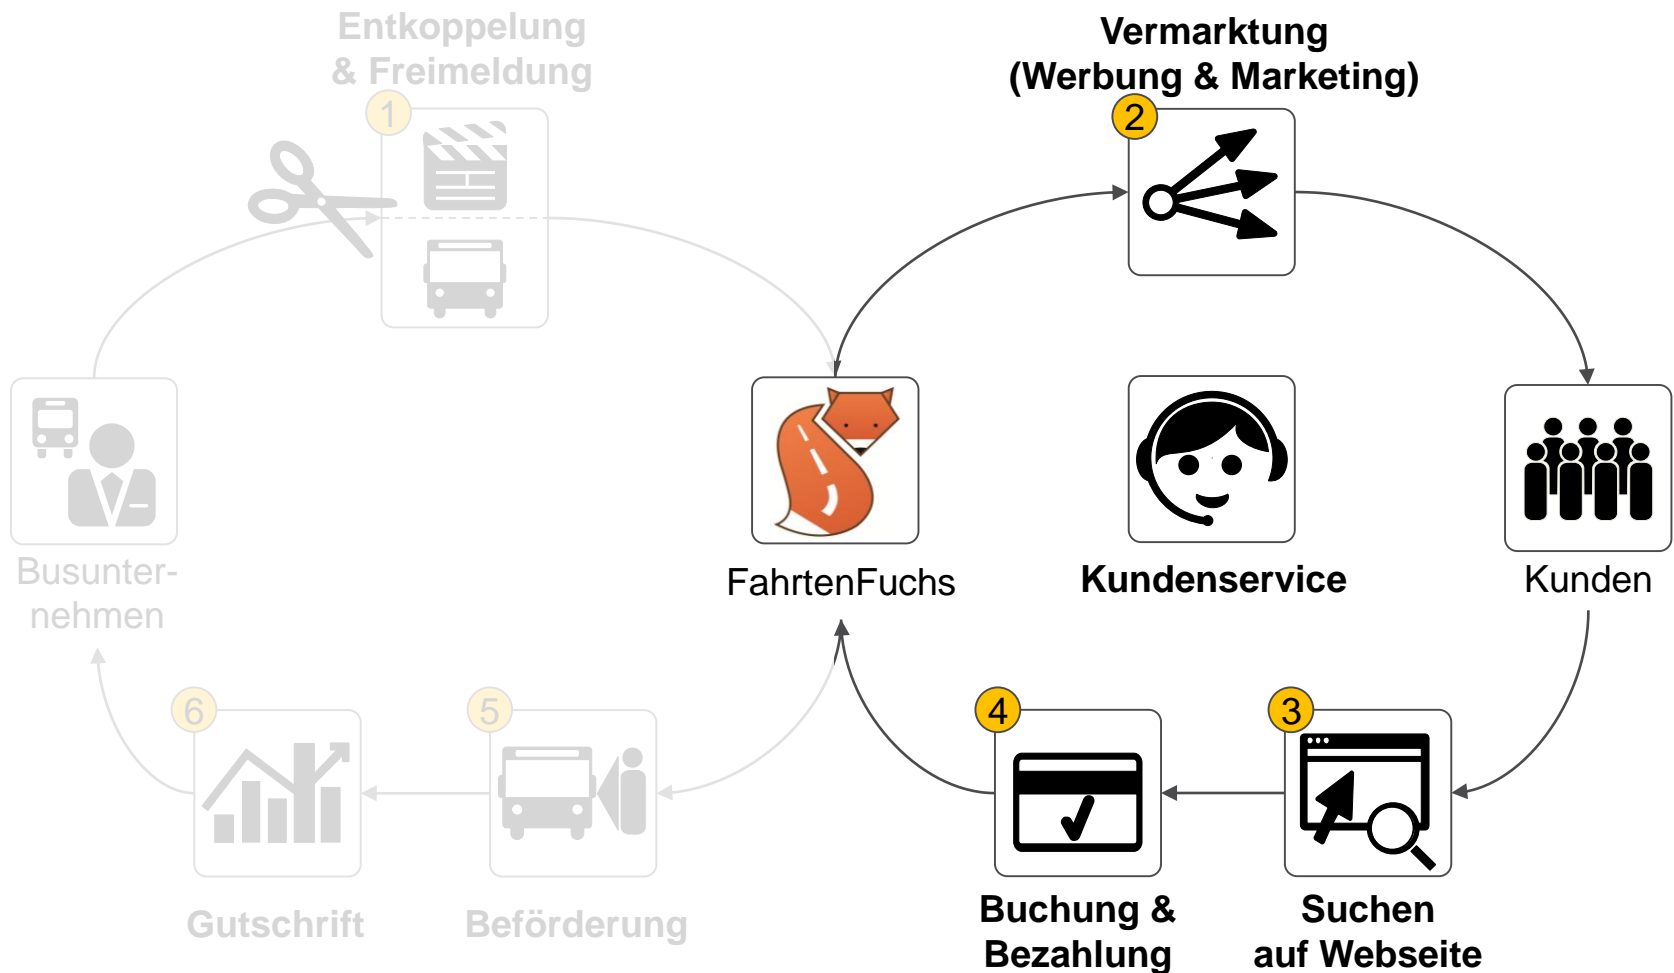 Entkoppelung
& Freimeldung
1
Vermarktung
(Werbung & Marketing)
2
Busunter-
nehmen
FahrtenFuchs
Kundenservice
Kunden
6
Gutschrift
5
Beförderung
4
Buchung &
Bezahlung
3
Suchen
auf Webseite